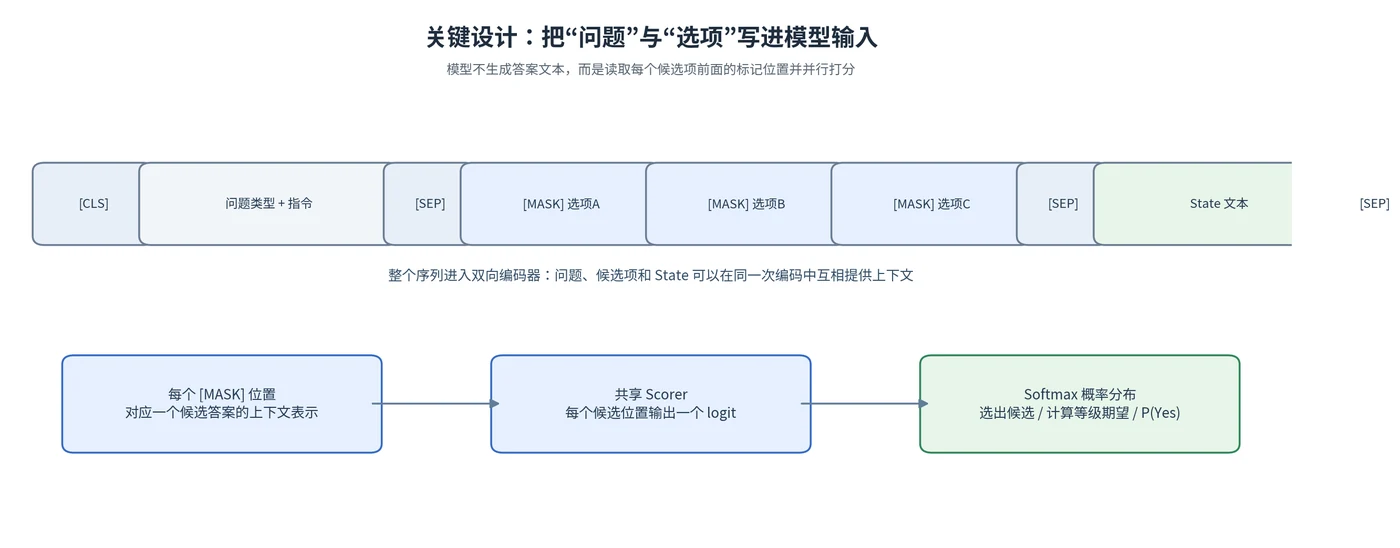 关键设计：把“问题”与“选项”写进模型输入
模型不生成答案文本，而是读取每个候选项前面的标记位置并并行打分
[CLS] 问题类型 + 指令 [SEP] [MASK] 选项A [MASK] 选项B [MASK] 选项C [SEP] State 文本 [SEP]
整个序列进入双向编码器：问题、候选项和 State 可以在同一次编码中互相提供上下文
每个 [MASK] 位置
对应一个候选答案的上下文表示
共享 Scorer
每个候选位置输出一个 logit
Softmax 概率分布
选出候选 / 计算等级期望 / P(Yes)